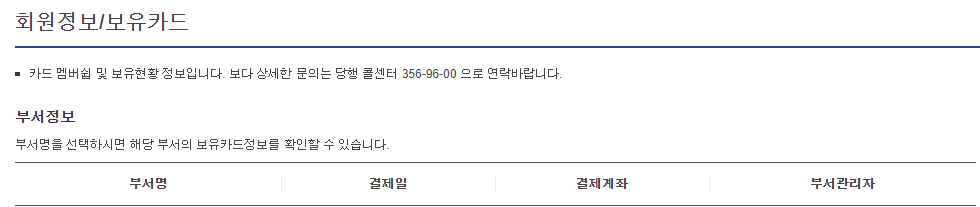 회원정보/보유카드
카드 멤버쉽 및 보유현황 정보입니다. 보다 상세한 문의는 당행 콜센터 356-96-00 으로 연락바랍니다.
부서정보
부서명을 선택하시면 해당 부서의 보유카드정보를 확인할 수 있습니다.
부서명 결제일 결제계좌 부서관리자